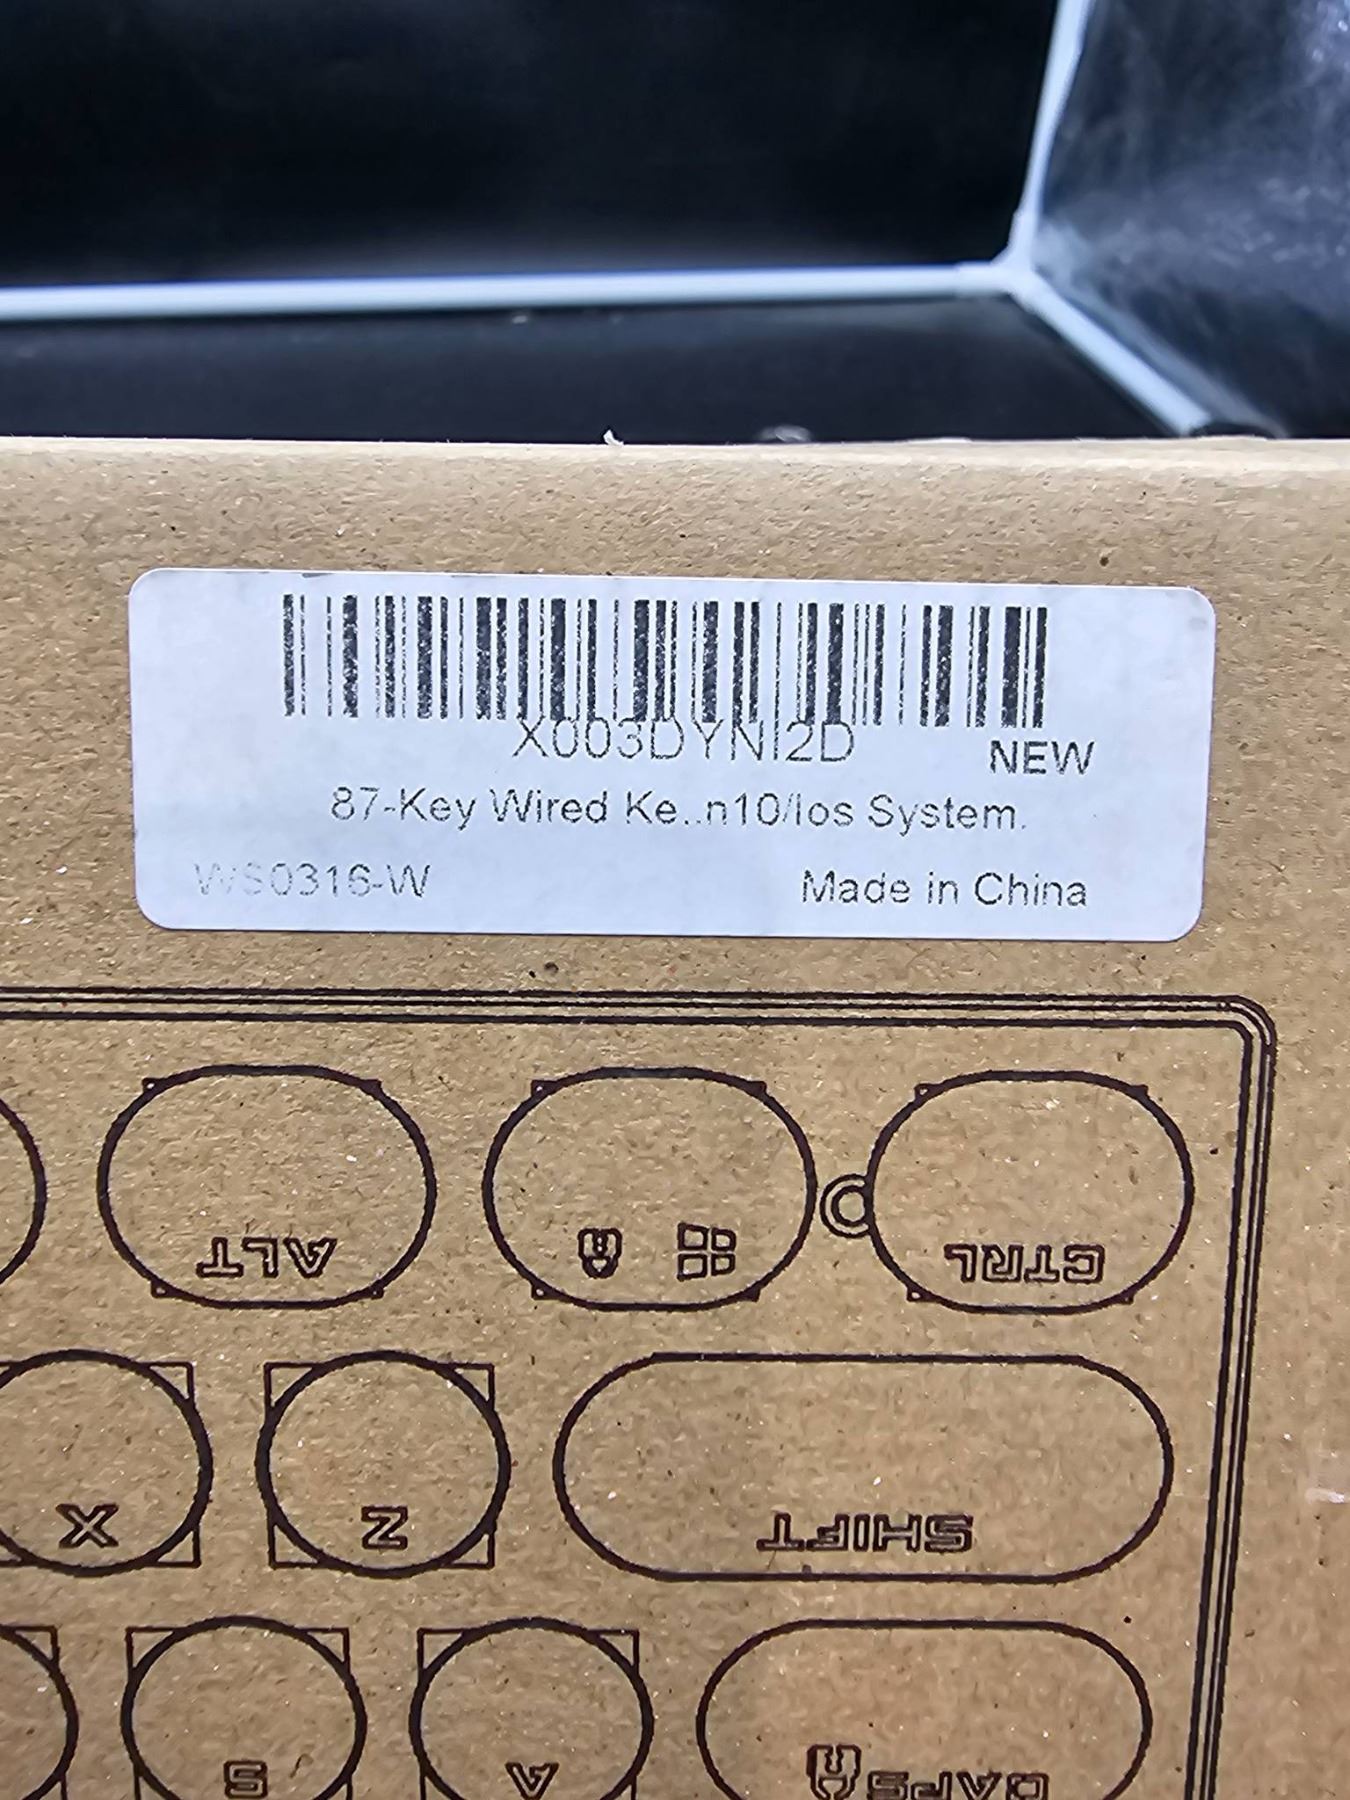 X003DYNI2D
NEW
87-Key Wired Ke..n10/Ios System.
WS0316-W
Made in China
ALT
CTRL
X
Z
SHIFT
S
A
CAPS